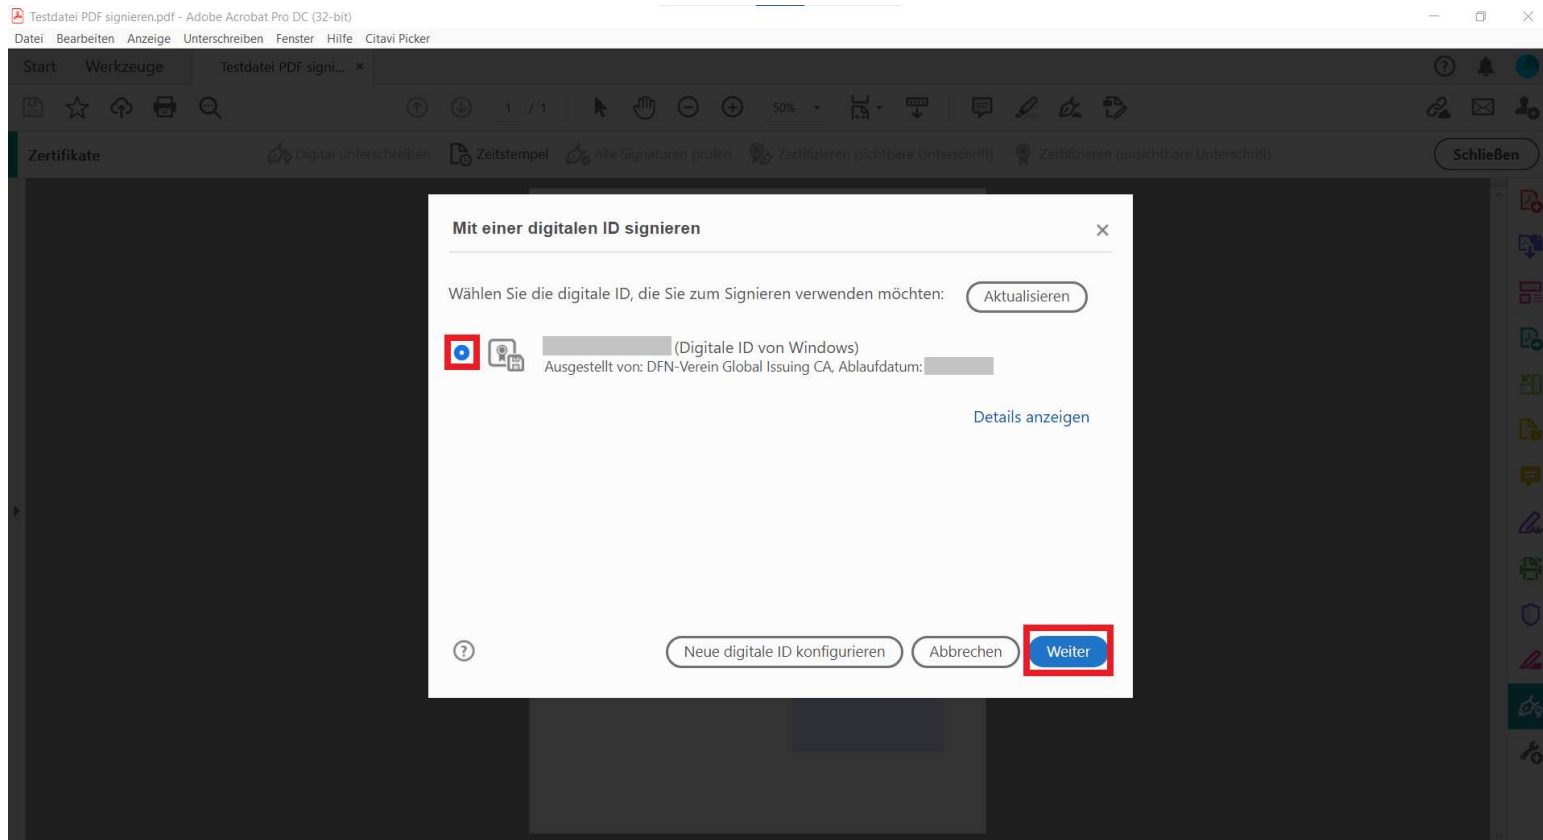 Testdatei PDF signieren.pdf - Adobe Acrobat Pro DC (32-bit)
Datei Bearbeiten Anzeige Unterschreiben Fenster Hilfe Citavi Picker
Start Werkzeuge Testdatei PDF signi... ×
1 / 1 50%
Zertifikate Digital unterschreiben Zeitstempel Alle Signaturen prüfen Zertifizieren (sichtbare Unterschrift) Zertifizieren (unsichtbare Unterschrift) Schließen
Mit einer digitalen ID signieren
Wählen Sie die digitale ID, die Sie zum Signieren verwenden möchten: Aktualisieren
(Digitale ID von Windows)
Ausgestellt von: DFN-Verein Global Issuing CA, Ablaufdatum:
Details anzeigen
Neue digitale ID konfigurieren Abbrechen Weiter